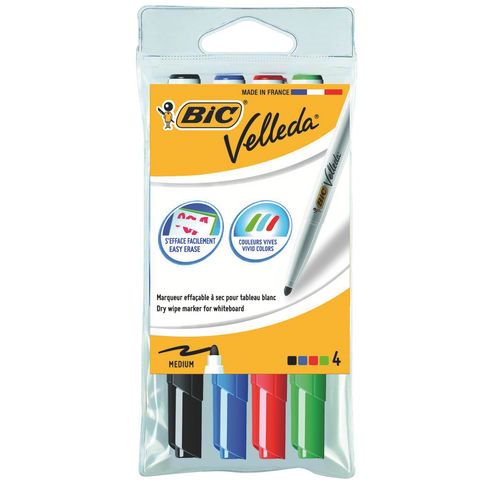 MADE IN FRANCE
BIC Velleda®
BIC Velleda
S'EFFACE FACILEMENT
EASY ERASE
COULEURS VIVES
VIVID COLORS
Marqueur effaçable à sec pour tableau blanc
Dry wipe marker for whiteboard
MEDIUM
4